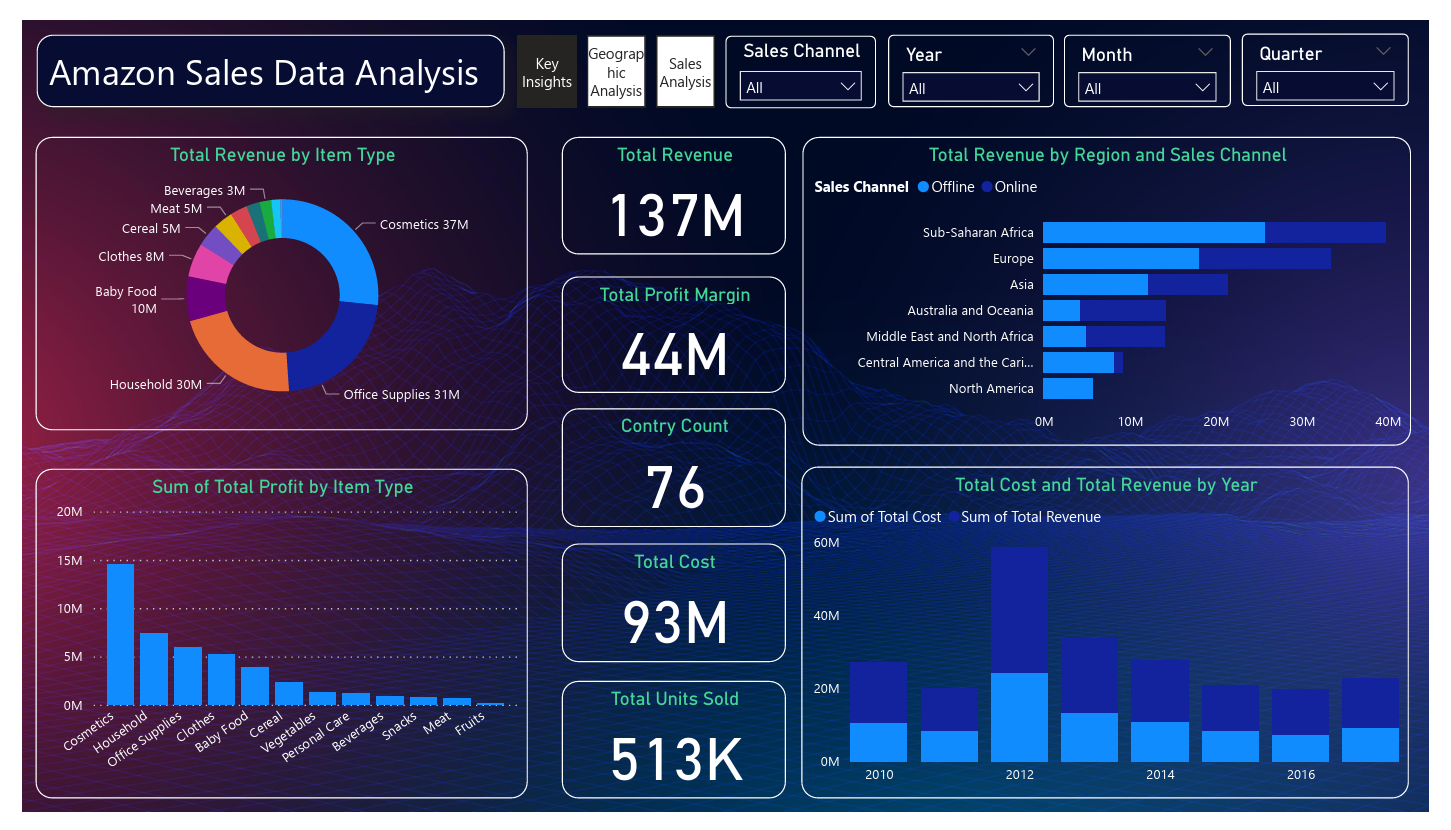 Amazon Sales Data Analysis
Key
Insights
Geograp
hic
Analysis
Sales
Analysis
Sales Channel
All
Year
All
Month
All
Quarter
All
Total Revenue by Item Type
Beverages 3M
Meat 5M
Cereal 5M
Clothes 8M
Baby Food
10M
Household 30M
Cosmetics 37M
Office Supplies 31M
Total Revenue
137M
Total Profit Margin
44M
Contry Count
76
Total Cost
93M
Total Units Sold
513K
Total Revenue by Region and Sales Channel
Sales Channel Offline Online
Sub-Saharan Africa
Europe
Asia
Australia and Oceania
Middle East and North Africa
Central America and the Cari...
North America
0M 10M 20M 30M 40M
Sum of Total Profit by Item Type
20M
15M
10M
5M
0M
Cosmetics
Household
Office Supplies
Clothes
Baby Food
Cereal
Vegetables
Personal Care
Beverages
Snacks
Meat
Fruits
Total Cost and Total Revenue by Year
Sum of Total Cost Sum of Total Revenue
60M
40M
20M
0M
2010 2012 2014 2016